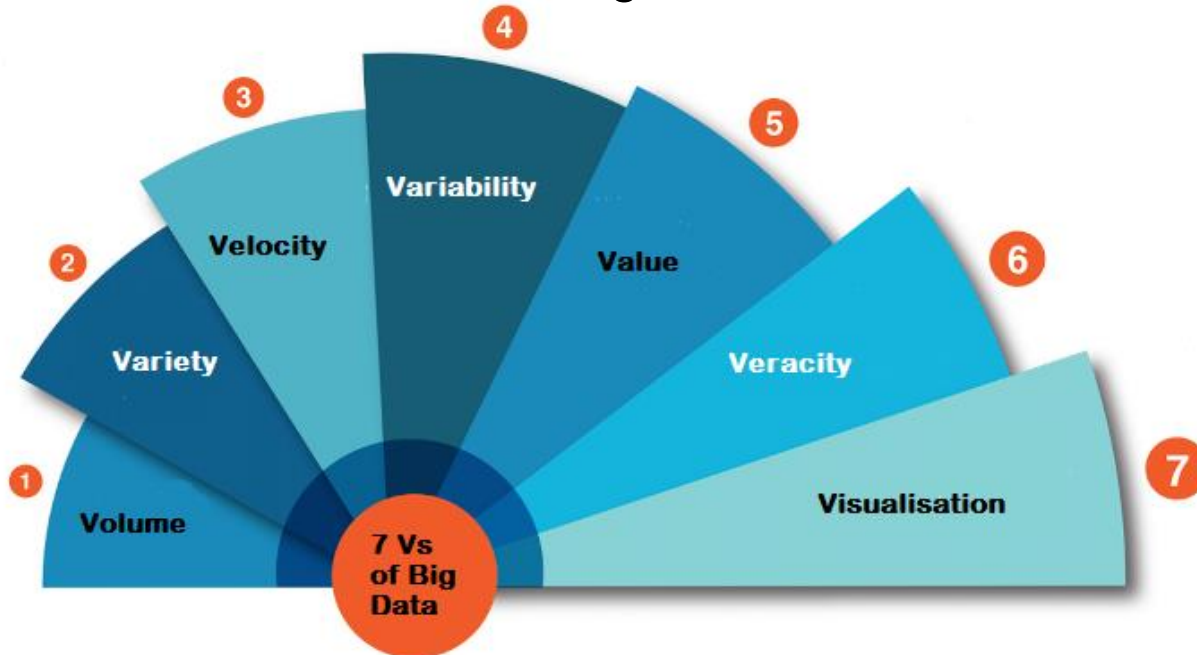 1
Volume
2
Variety
3
Velocity
4
Variability
5
Value
6
Veracity
7
Visualisation
7 Vs
of Big
Data